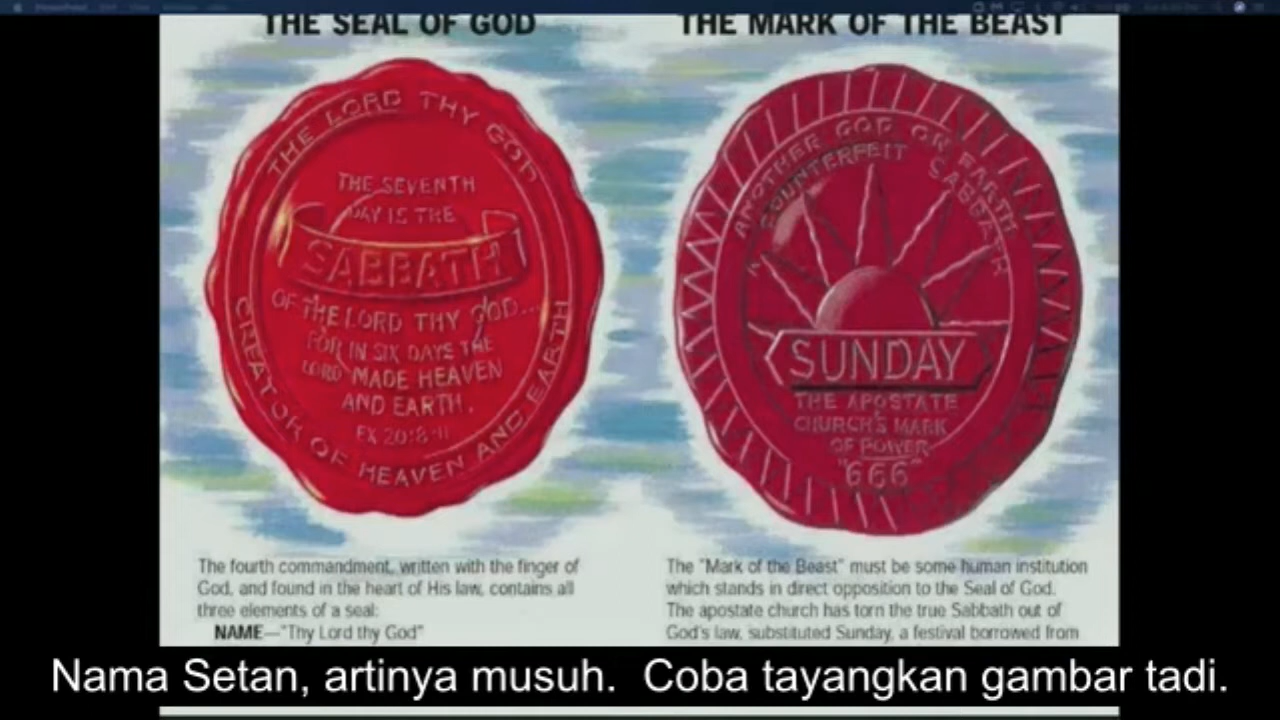 THE SEAL OF GOD
THE LORD THY GOD
THE SEVENTH
DAY IS THE
SABBATH
OF THE LORD THY GOD...
FOR IN SIX DAYS THE
LORD MADE HEAVEN
AND EARTH.
EX 20:8-11
CREATOR OF HEAVEN AND EARTH
The fourth commandment, written with the finger of
God, and found in the heart of His law, contains all
three elements of a seal:
NAME—"Thy Lord thy God"
THE MARK OF THE BEAST
ANOTHER GOD ON EARTH
COUNTERFEIT SABBATH
SUNDAY
THE APOSTATE
CHURCH'S MARK
OF POWER
"666"
The "Mark of the Beast" must be some human institution
which stands in direct opposition to the Seal of God.
The apostate church has torn the true Sabbath out of
God's law, substituted Sunday, a festival borrowed from
Nama Setan, artinya musuh. Coba tayangkan gambar tadi.